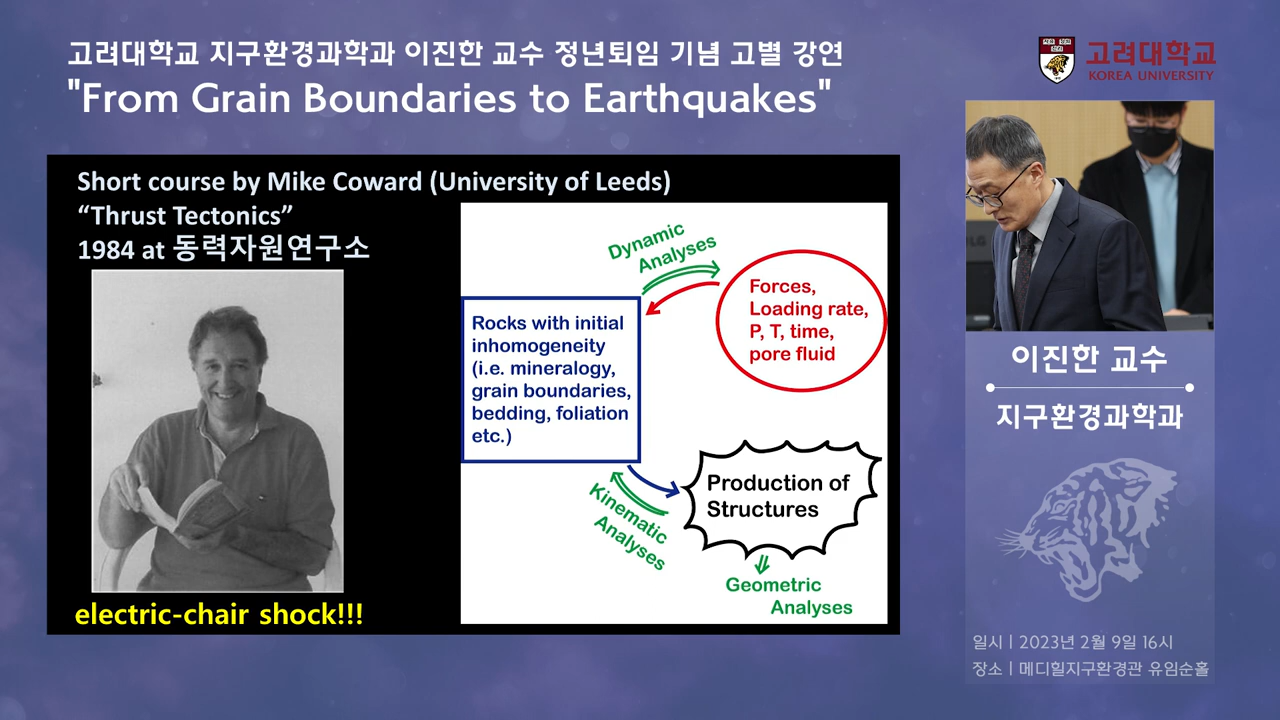 고려대학교 지구환경과학과 이진한 교수 정년퇴임 기념 고별 강연
"From Grain Boundaries to Earthquakes"
고려대학교
KOREA UNIVERSITY
Short course by Mike Coward (University of Leeds)
“Thrust Tectonics”
1984 at 동력자원연구소
electric-chair shock!!!
Dynamic
Analyses
Rocks with initial
inhomogeneity
(i.e. mineralogy,
grain boundaries,
bedding, foliation
etc.)
Forces,
Loading rate,
P, T, time,
pore fluid
Kinematic
Analyses
Production of
Structures
Geometric
Analyses
이진한 교수
지구환경과학과
일시 | 2023년 2월 9일 16시
장소 | 메디힐지구환경관 유임순홀